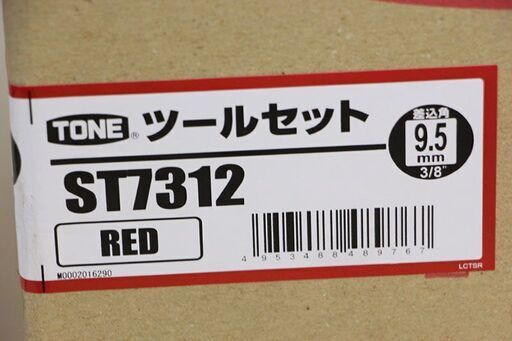 TONE® ツールセット
差込角
9.5
mm
3/8"
ST7312
RED
4953488489767
M0002016290
LCTSR